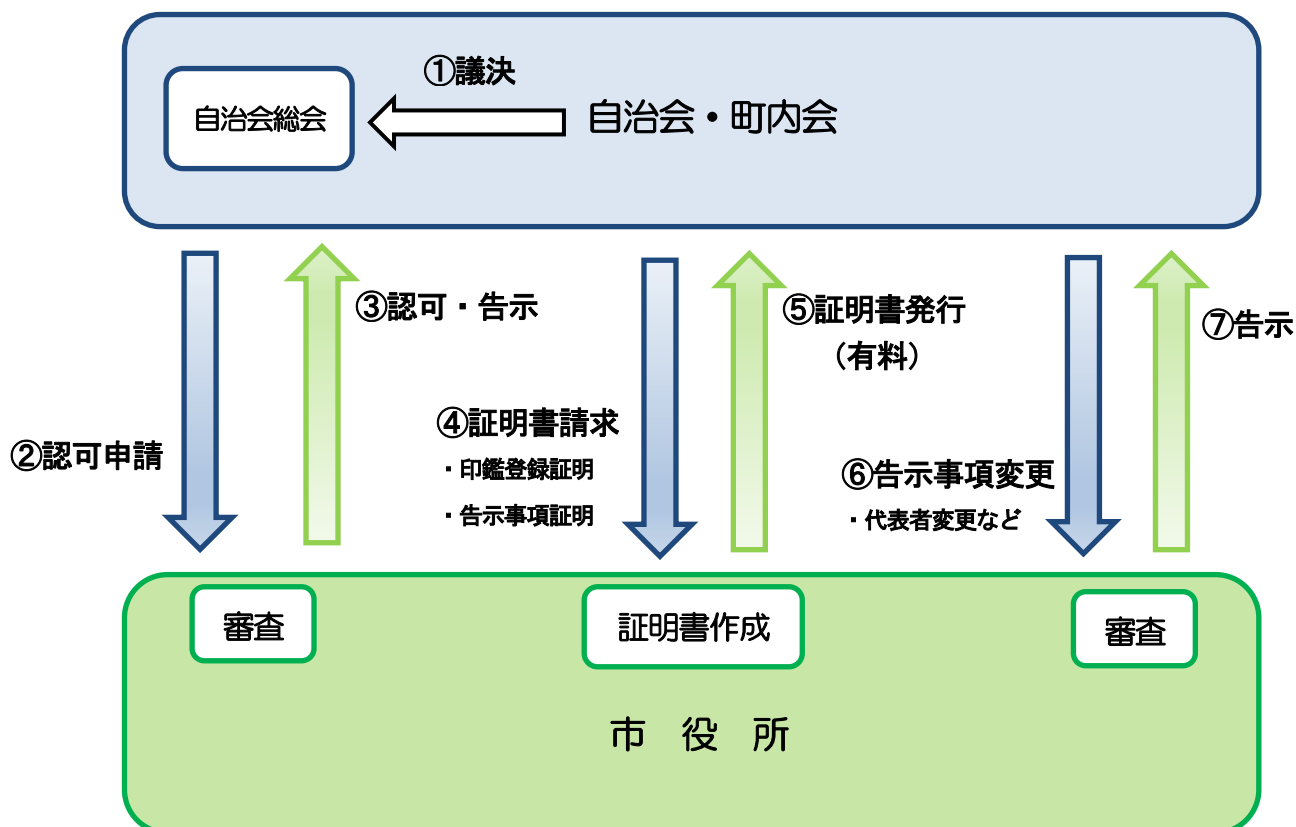 ①議決
自治会総会
自治会・町内会
②認可申請
③認可・告示
④証明書請求
・印鑑登録証明
・告示事項証明
⑤証明書発行
（有料）
⑥告示事項変更
・代表者変更など
⑦告示
審査
証明書作成
審査
市　役　所